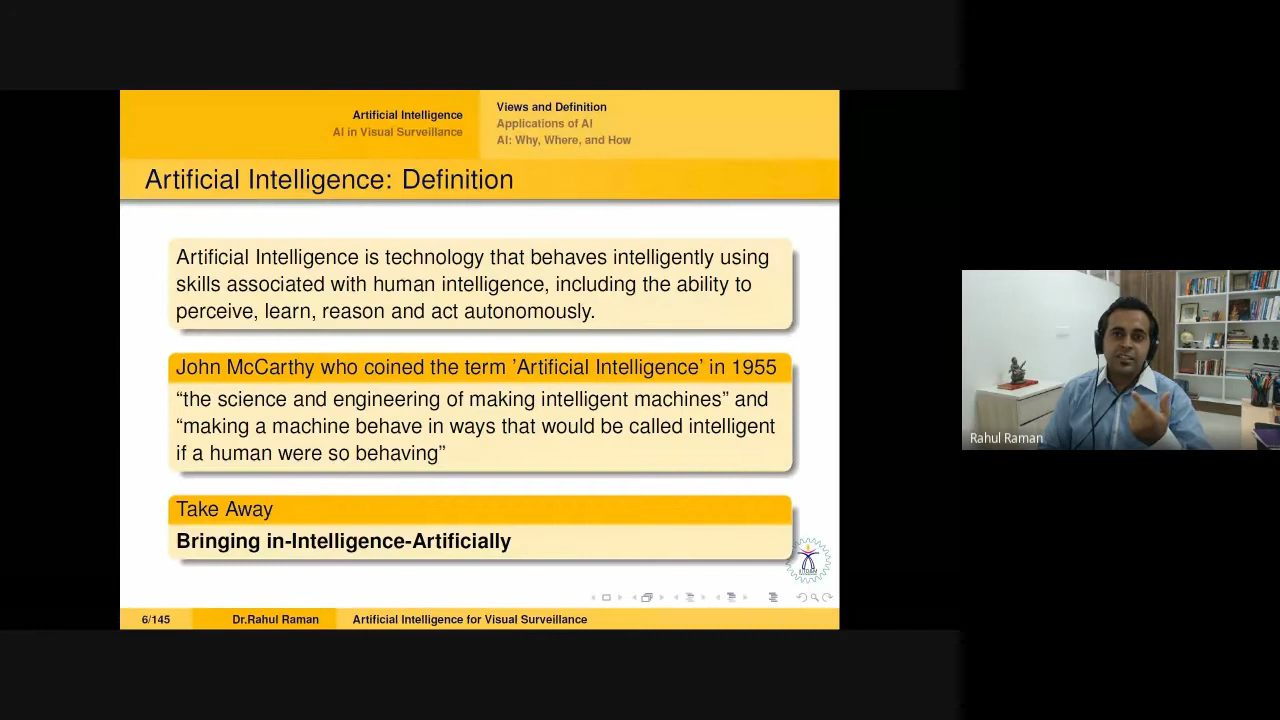 Artificial Intelligence
AI in Visual Surveillance
Views and Definition
Applications of AI
AI: Why, Where, and How
Artificial Intelligence: Definition
Artificial Intelligence is technology that behaves intelligently using
skills associated with human intelligence, including the ability to
perceive, learn, reason and act autonomously.
John McCarthy who coined the term ’Artificial Intelligence’ in 1955
“the science and engineering of making intelligent machines” and
“making a machine behave in ways that would be called intelligent
if a human were so behaving”
Take Away
Bringing in-Intelligence-Artificially
6/145
Dr.Rahul Raman
Artificial Intelligence for Visual Surveillance
Rahul Raman